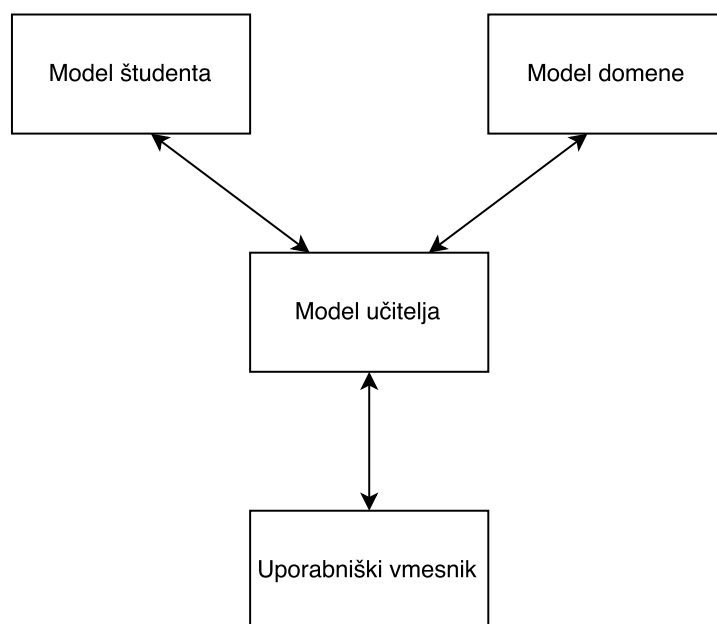 Model študenta
Model domene
Model učitelja
Uporabniški vmesnik